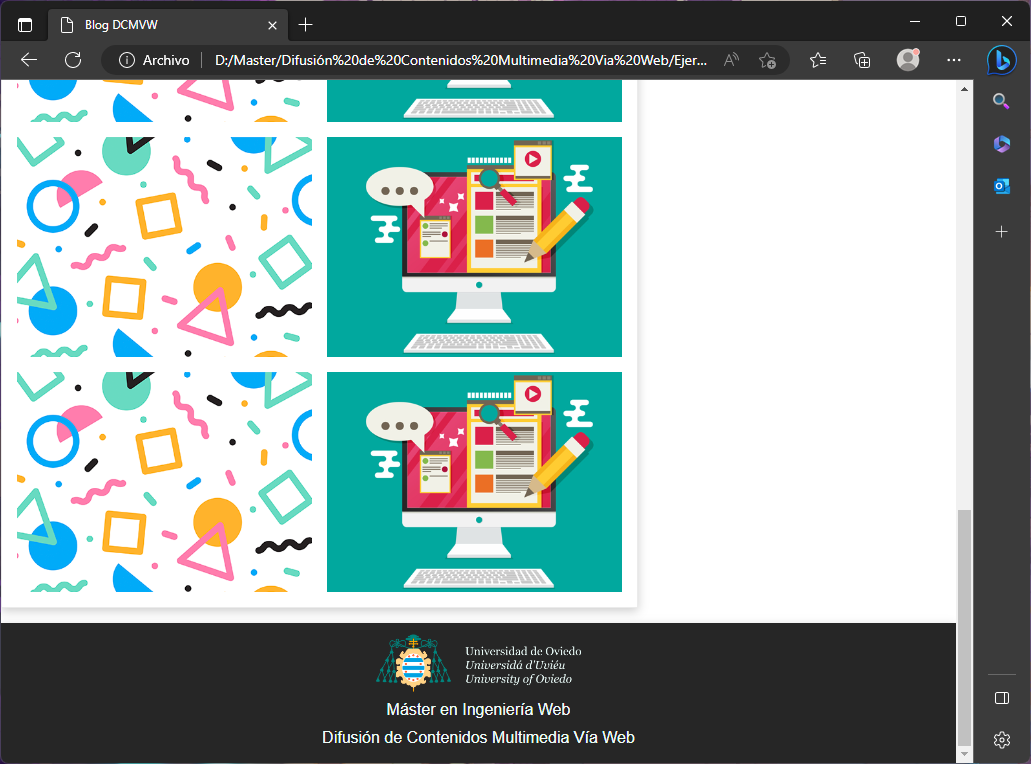 Blog DCMVW
Archivo
D:/Master/Difusión%20de%20Contenidos%20Multimedia%20Via%20Web/Ejer...
Universidad de Oviedo
Universidá d'Uviéu
University of Oviedo
Máster en Ingeniería Web
Difusión de Contenidos Multimedia Vía Web